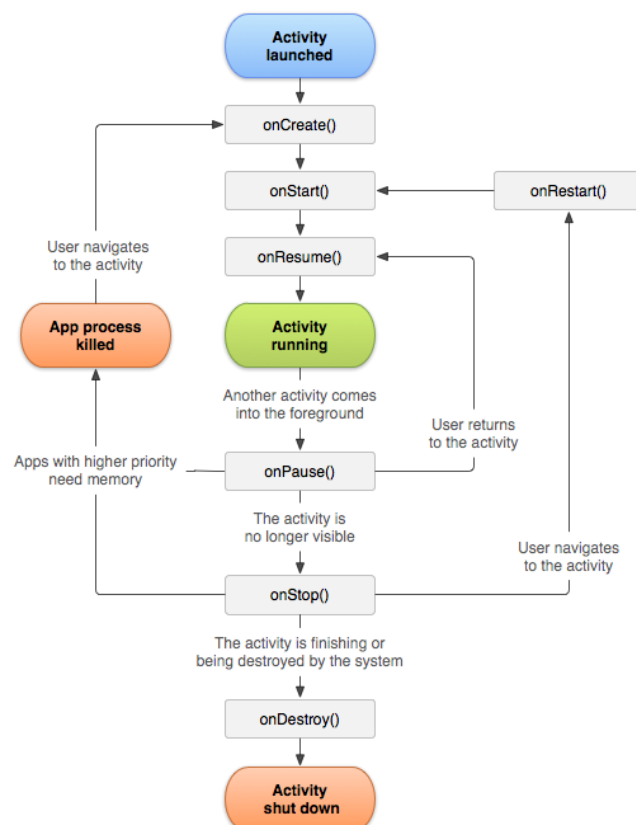 Activity
launched
onCreate()
onStart()
onRestart()
User navigates
to the activity
onResume()
App process
killed
Activity
running
Another activity comes
into the foreground
User returns
to the activity
Apps with higher priority
need memory
onPause()
The activity is
no longer visible
User navigates
to the activity
onStop()
The activity is finishing or
being destroyed by the system
onDestroy()
Activity
shut down